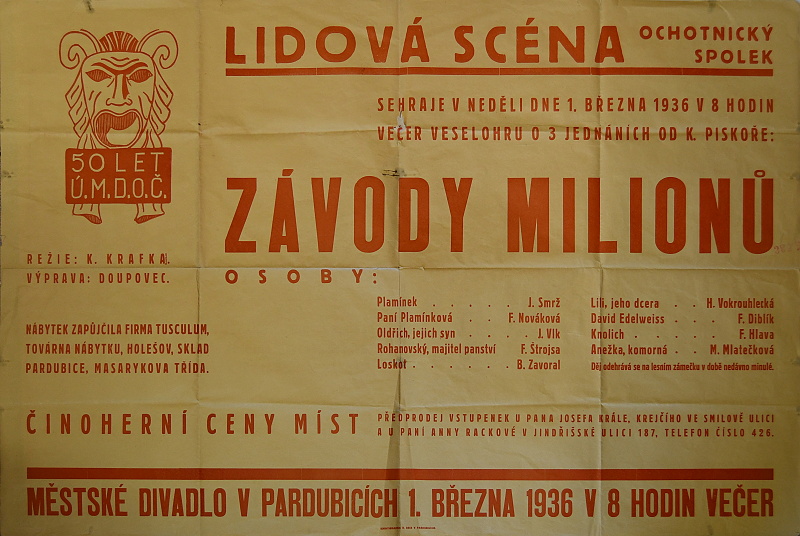 LIDOVÁ SCÉNA OCHOTNICKÝ SPOLEK
SEHRAJE V NEDĚLI DNE 1. BŘEZNA 1936 V 8 HODIN
VEČER VESELOHRU O 3 JEDNÁNÍCH OD K. PISKOŘE:
50 LET
Ú.M.D.O.Č.
ZÁVODY MILIONŮ
REŽIE: K. KRAFKA.
VÝPRAVA: DOUPOVEC.
OSOBY:
Plamínek . . . . . J. Smrž
Paní Plamínková . . . F. Nováková
Oldřich, jejich syn . . . . J. Vlk
Rohanovský, majitel panství F. Štrojsa
Loskot . . . . . . B. Zavoral
Lili, jeho dcera . . H. Vokrouhlecká
David Edelweiss . . . F. Diblík
Knolich . . . . . F. Hlava
Anežka, komorná . . M. Mlatečková
Děj odehrává se na lesním zámečku v době nedávno minulé.
NÁBYTEK ZAPŮJČILA FIRMA TUSCULUM,
TOVÁRNA NÁBYTKU, HOLEŠOV, SKLAD
PARDUBICE, MASARYKOVA TŘÍDA.
ČINOHERNÍ CENY MÍST
PŘEDPRODEJ VSTUPENEK U PANA JOSEFA KRÁLE, KREJČÍHO VE SMILOVĚ ULICI
A U PANÍ ANNY RACKOVÉ V JINDŘIŠSKÉ ULICI 187, TELEFON ČÍSLO 426.
MĚSTSKÉ DIVADLO V PARDUBICÍCH 1. BŘEZNA 1936 V 8 HODIN VEČER